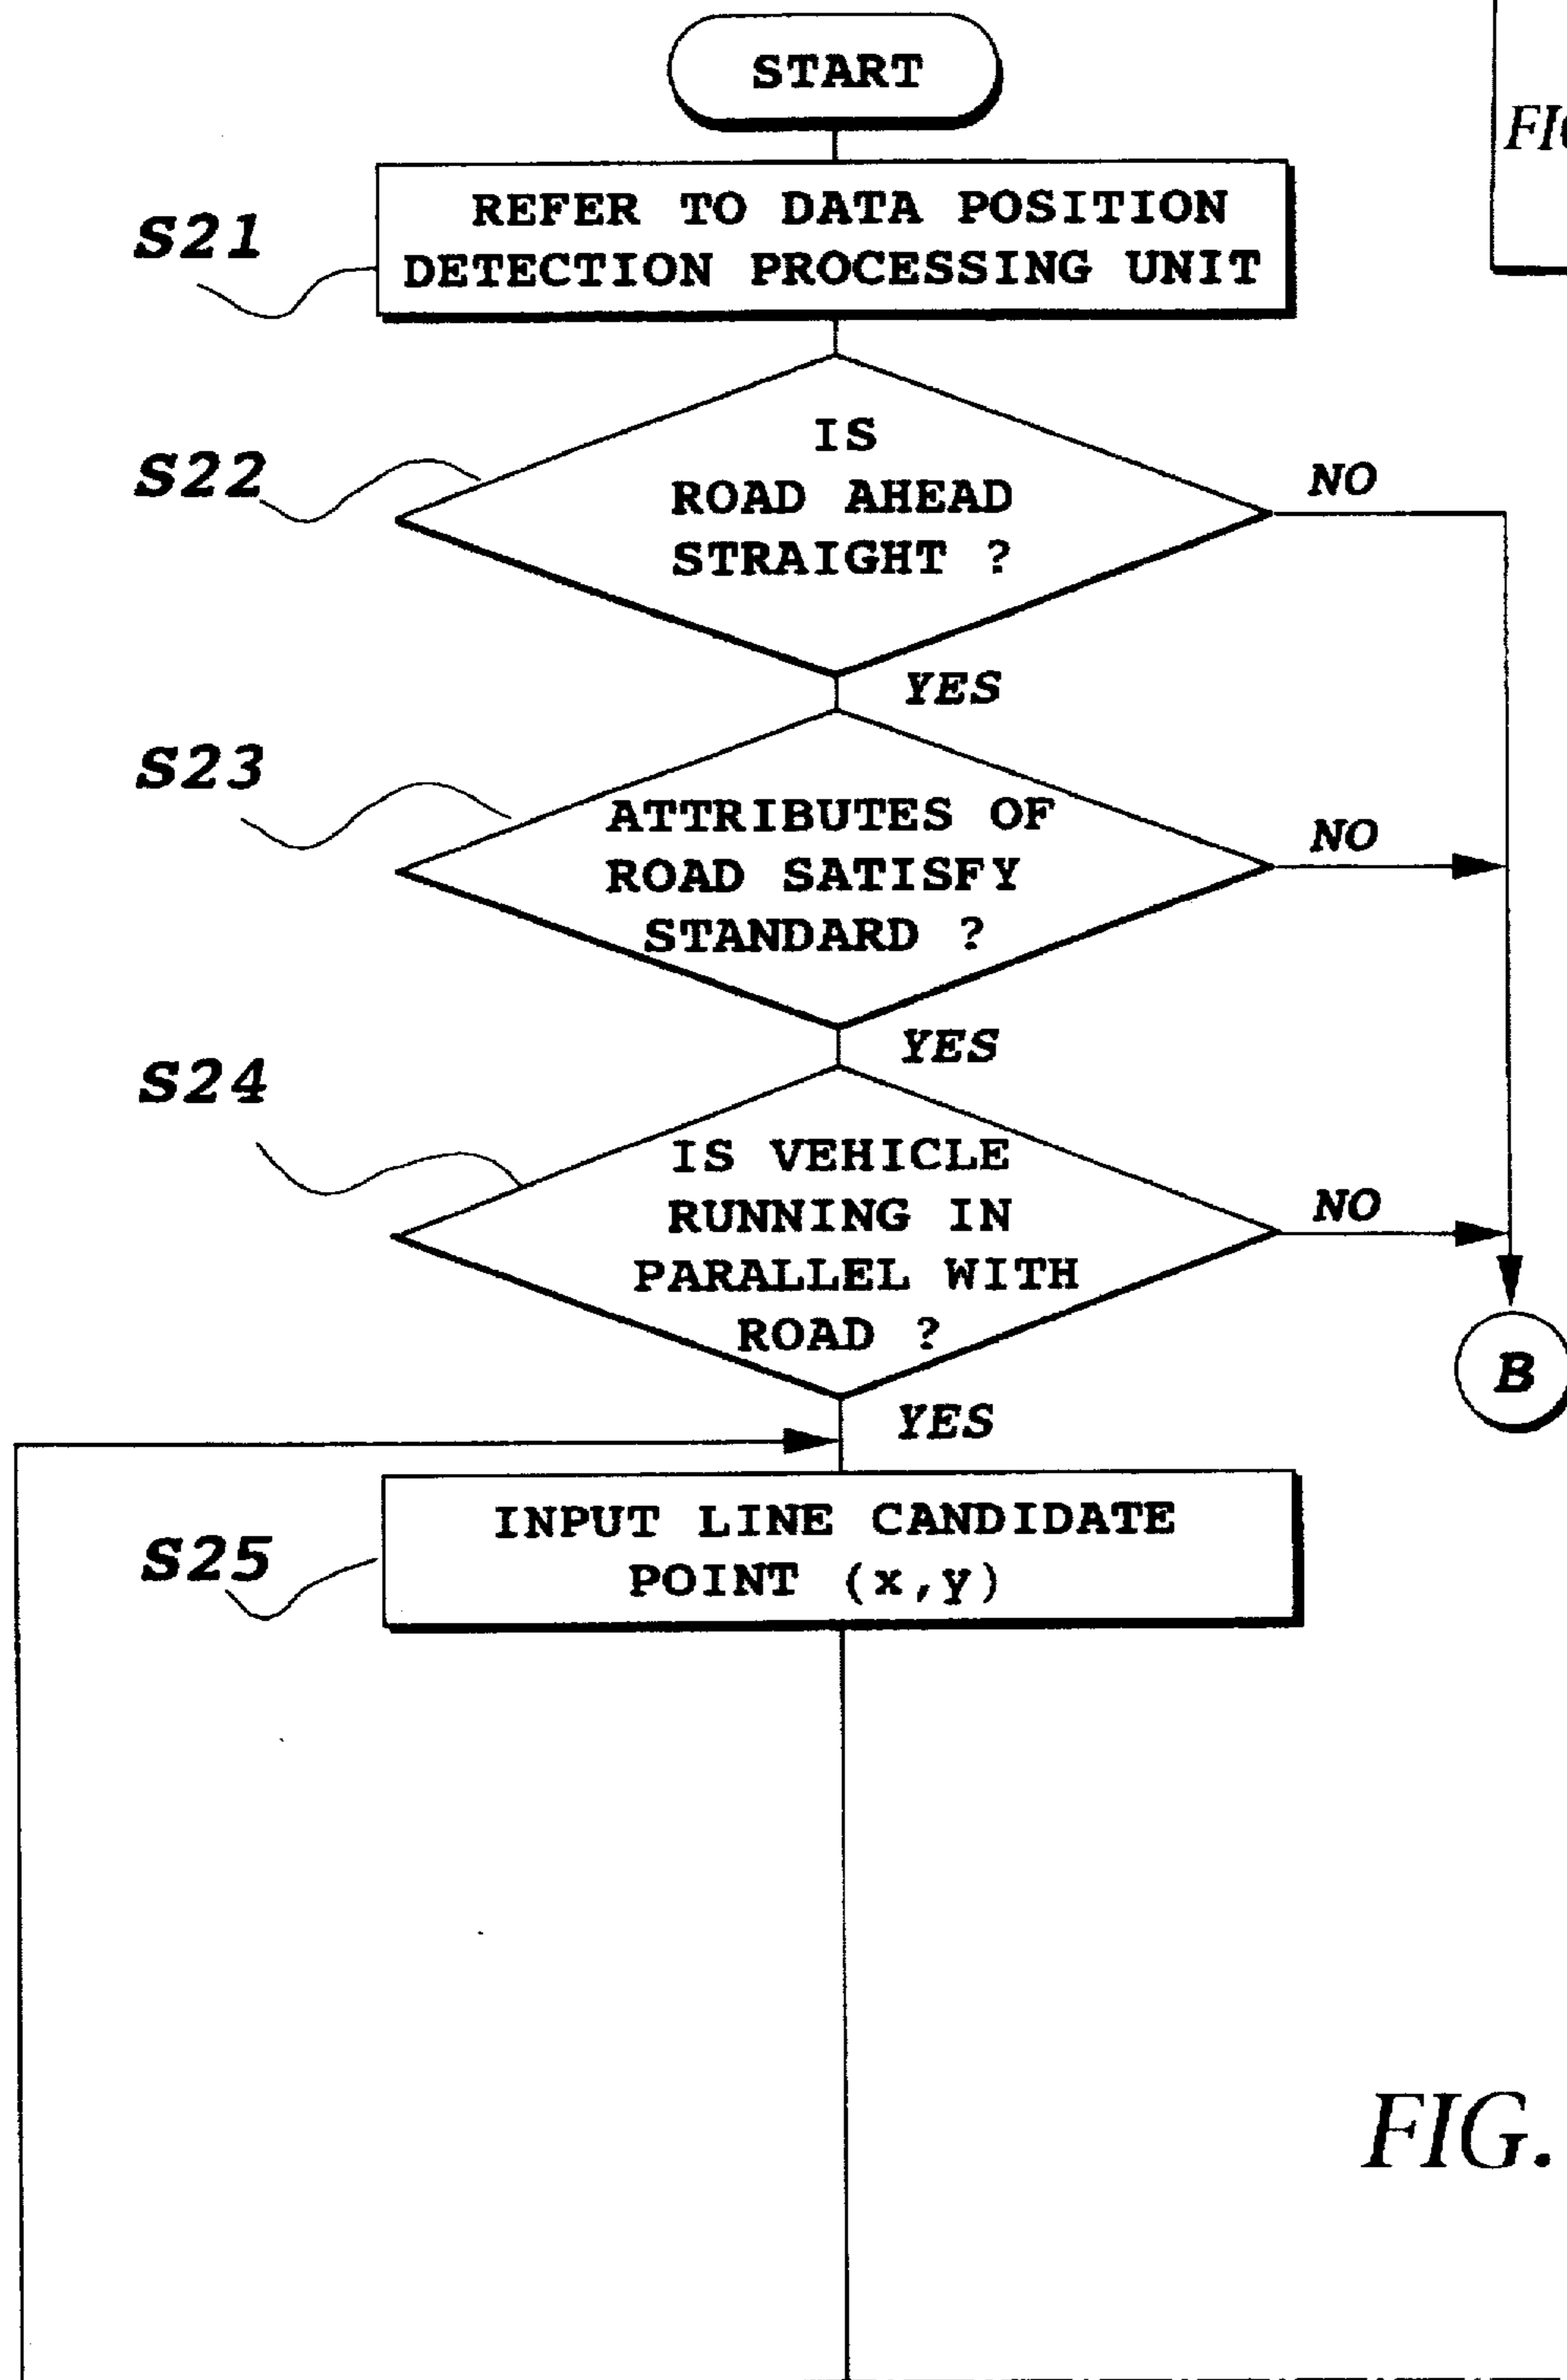 START
S21
REFER TO DATA POSITION
DETECTION PROCESSING UNIT
S22
IS
ROAD AHEAD
STRAIGHT ?
NO
YES
S23
ATTRIBUTES OF
ROAD SATISFY
STANDARD ?
NO
YES
S24
IS VEHICLE
RUNNING IN
PARALLEL WITH
ROAD ?
NO
B
YES
S25
INPUT LINE CANDIDATE
POINT (x,y)
FIG.